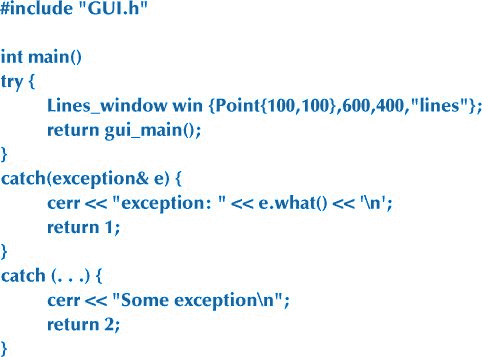 #include "GUI.h"
int main()
try {
Lines_window win {Point{100,100},600,400,"lines"};
return gui_main();
}
catch(exception& e) {
cerr << "exception: " << e.what() << '\n';
return 1;
}
catch (. . .) {
cerr << "Some exception\n";
return 2;
}